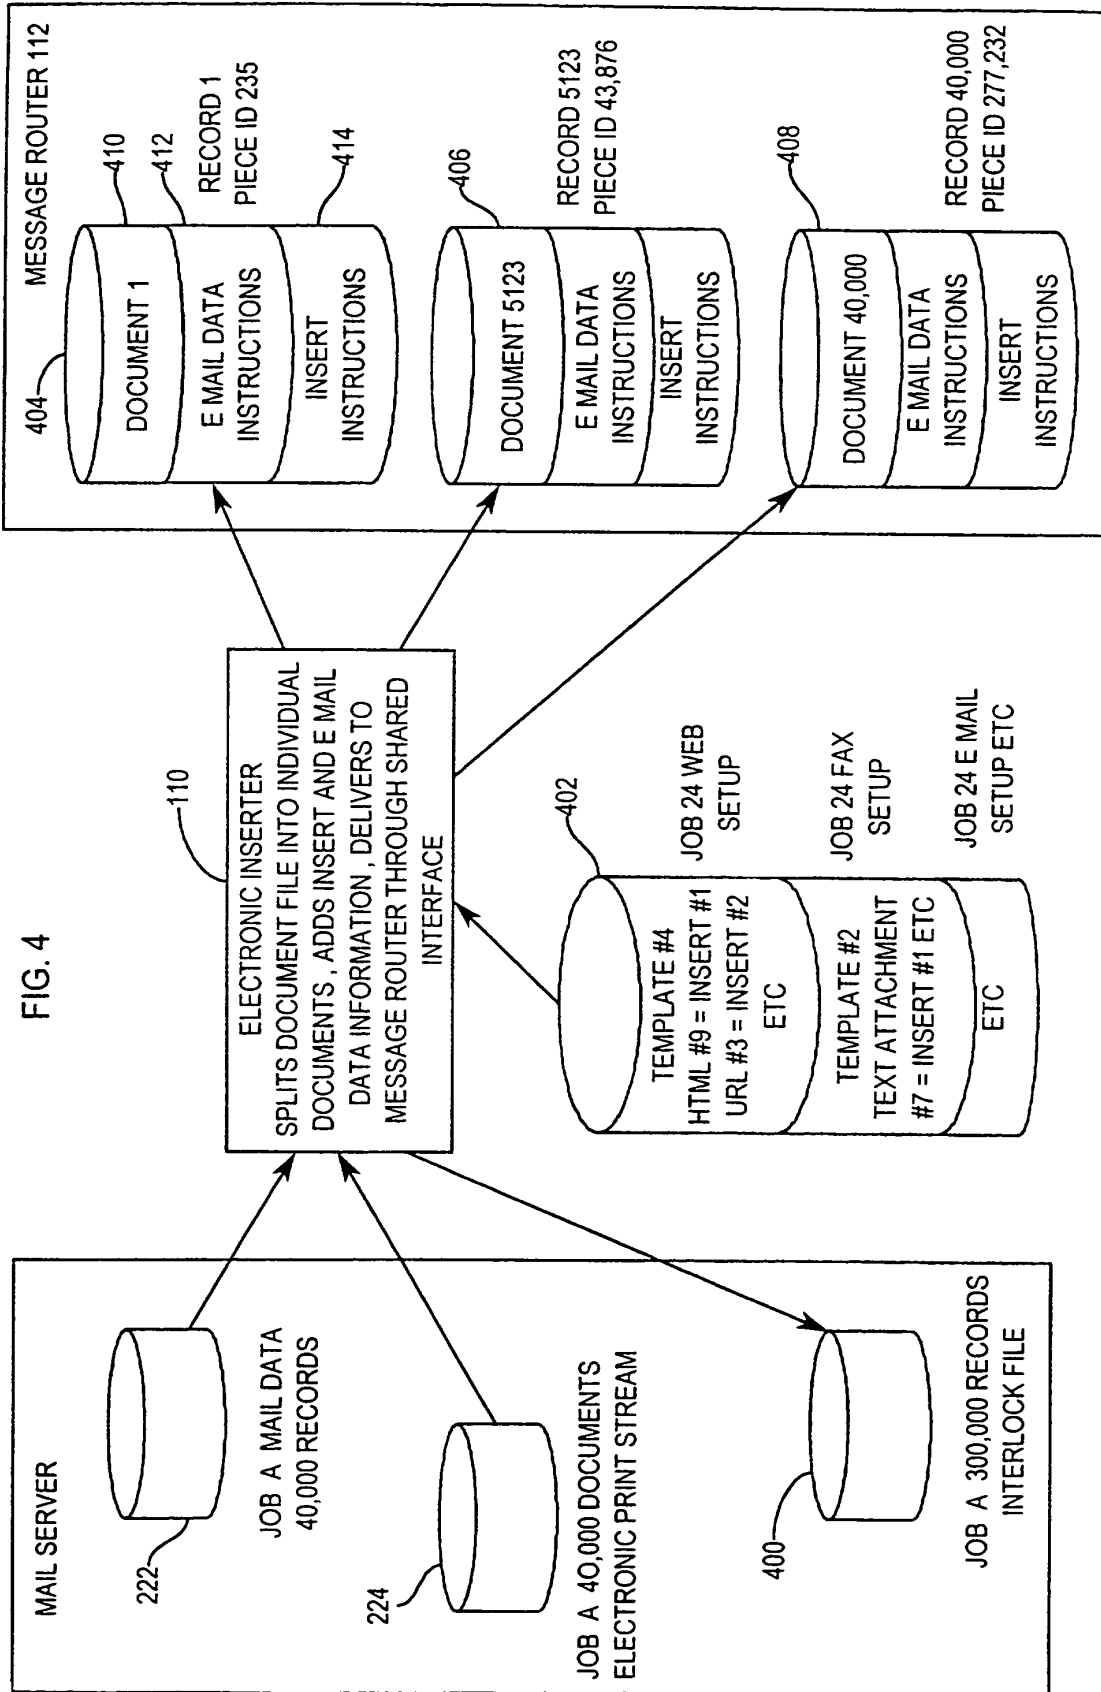 FIG. 4
MAIL SERVER
222
JOB A MAIL DATA
40,000 RECORDS
224
JOB A 40,000 DOCUMENTS
ELECTRONIC PRINT STREAM
400
JOB A 300,000 RECORDS
INTERLOCK FILE
110
ELECTRONIC INSERTER
SPLITS DOCUMENT FILE INTO INDIVIDUAL
DOCUMENTS, ADDS INSERT AND E MAIL
DATA INFORMATION , DELIVERS TO
MESSAGE ROUTER THROUGH SHARED
INTERFACE
402
TEMPLATE #4
HTML #9 = INSERT #1
URL #3 = INSERT #2
ETC
JOB 24 WEB
SETUP
TEMPLATE #2
TEXT ATTACHMENT
#7 = INSERT #1 ETC
JOB 24 FAX
SETUP
ETC
JOB 24 E MAIL
SETUP ETC
MESSAGE ROUTER 112
404
DOCUMENT 1
410
E MAIL DATA
INSTRUCTIONS
412
INSERT
INSTRUCTIONS
414
RECORD 1
PIECE ID 235
406
DOCUMENT 5123
E MAIL DATA
INSTRUCTIONS
INSERT
INSTRUCTIONS
RECORD 5123
PIECE ID 43,876
408
DOCUMENT 40,000
E MAIL DATA
INSTRUCTIONS
INSERT
INSTRUCTIONS
RECORD 40,000
PIECE ID 277,232